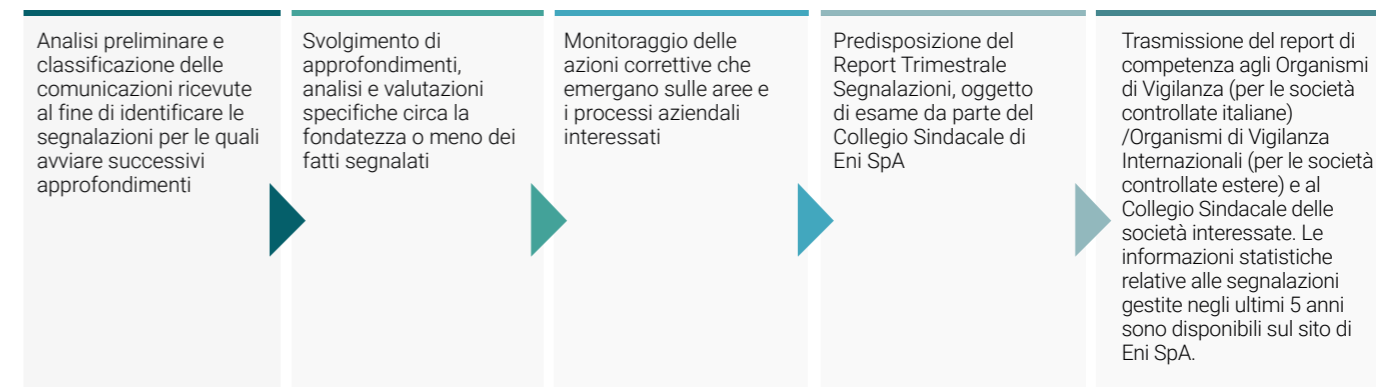 Analisi preliminare e
classificazione delle
comunicazioni ricevute
al fine di identificare le
segnalazioni per le quali
avviare successivi
approfondimenti
Svolgimento di
approfondimenti,
analisi e valutazioni
specifiche circa la
fondatezza o meno dei
fatti segnalati
Monitoraggio delle
azioni correttive che
emergano sulle aree e
i processi aziendali
interessati
Predisposizione del
Report Trimestrale
Segnalazioni, oggetto
di esame da parte del
Collegio Sindacale di
Eni SpA
Trasmissione del report di
competenza agli Organismi
di Vigilanza (per le società
controllate italiane)
/Organismi di Vigilanza
Internazionali (per le società
controllate estere) e al
Collegio Sindacale delle
società interessate. Le
informazioni statistiche
relative alle segnalazioni
gestite negli ultimi 5 anni
sono disponibili sul sito di
Eni SpA.